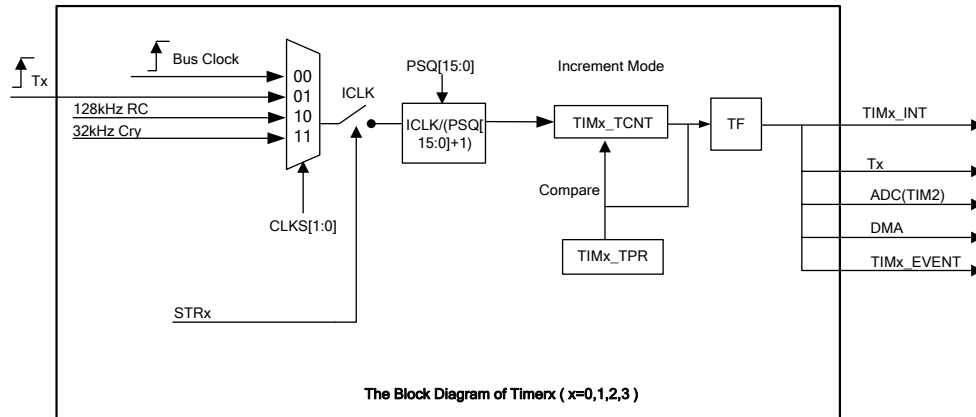 Bus Clock
PSQ[15:0]
Increment Mode
Tx
00
01
ICLK
128kHz RC
10
32kHz Cry
11
ICLK/(PSQ[
15:0]+1)
TIMx_TCNT
TF
TIMx_INT
Tx
Compare
ADC(TIM2)
CLKS[1:0]
DMA
TIMx_TPR
TIMx_EVENT
STRx
The Block Diagram of Timerx ( x=0,1,2,3 )